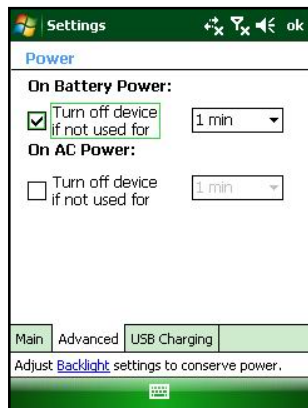 Settings
ok
Power
On Battery Power:
Turn off device
if not used for
1 min
On AC Power:
Turn off device
if not used for
1 min
Main Advanced USB Charging
Adjust Backlight settings to conserve power.